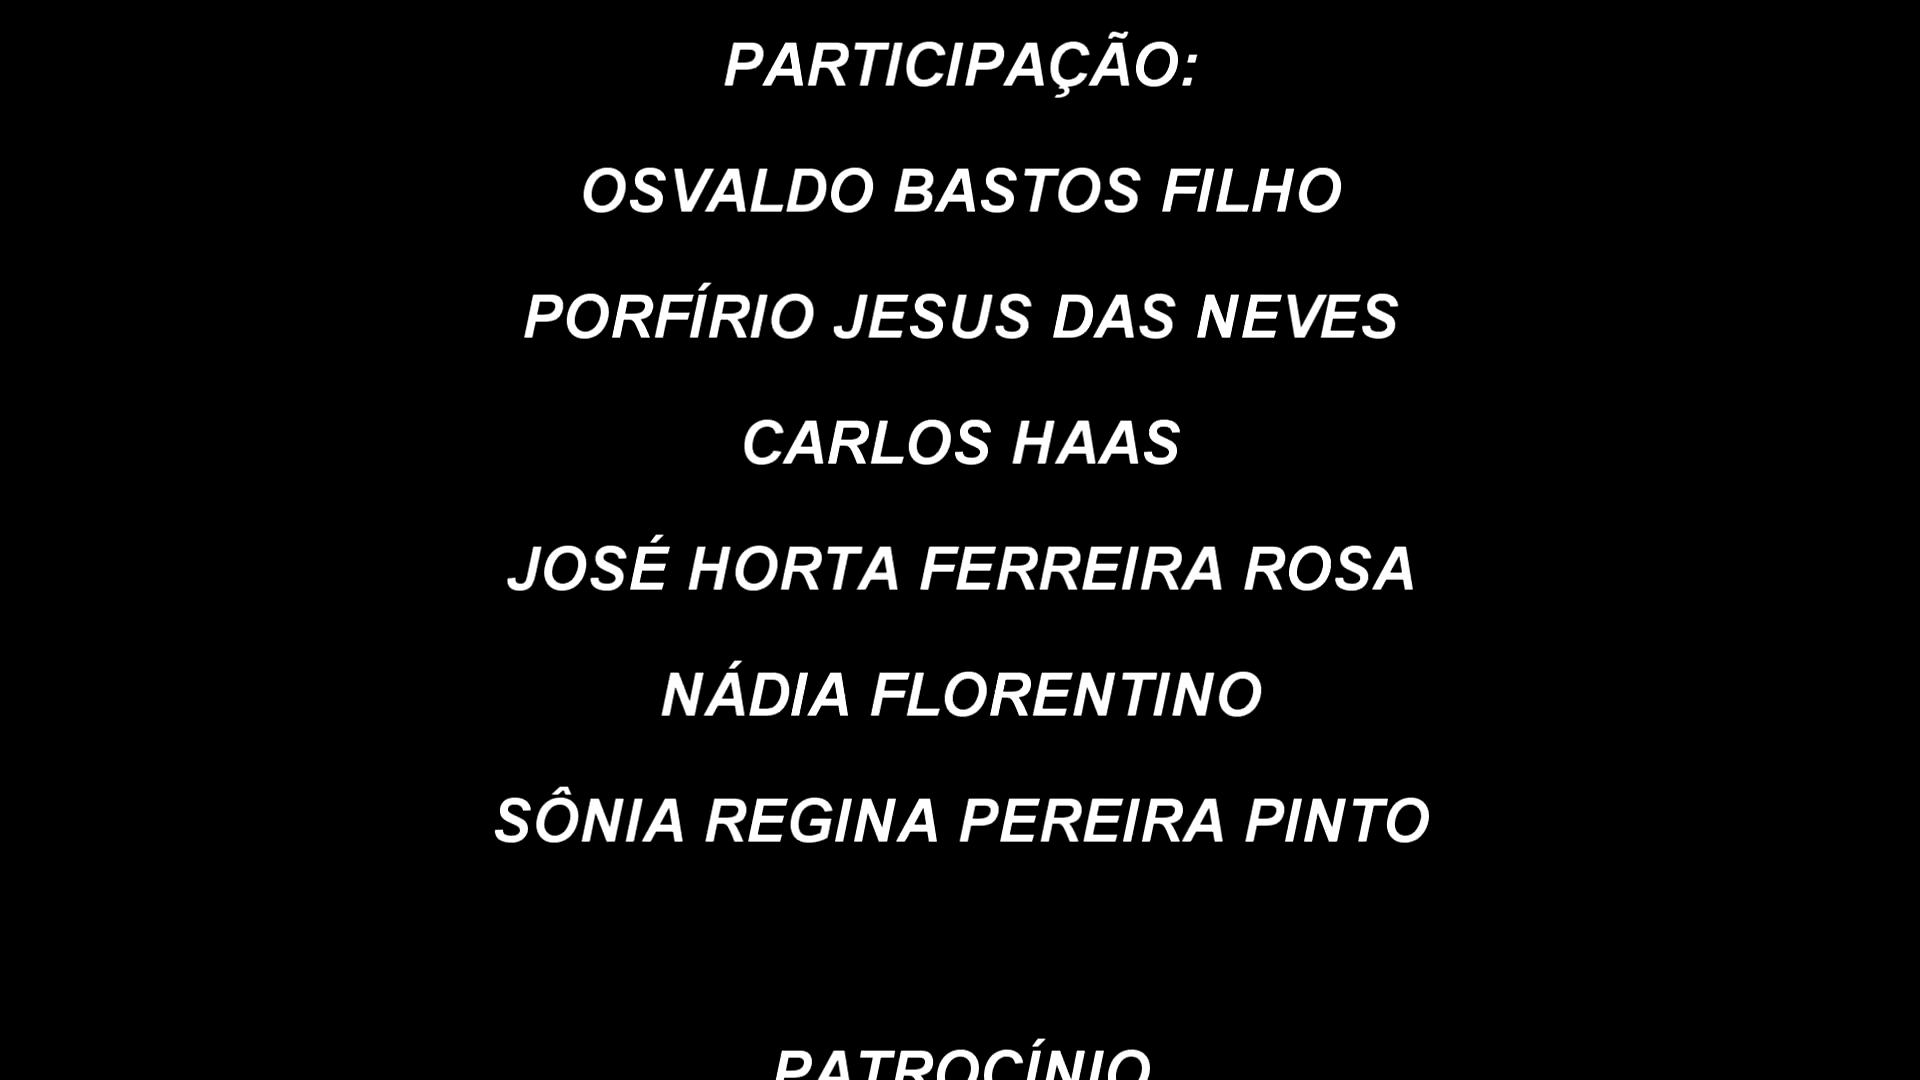 PARTICIPAÇÃO:
OSVALDO BASTOS FILHO
PORFÍRIO JESUS DAS NEVES
CARLOS HAAS
JOSÉ HORTA FERREIRA ROSA
NÁDIA FLORENTINO
SÔNIA REGINA PEREIRA PINTO
PATROCÍNIO